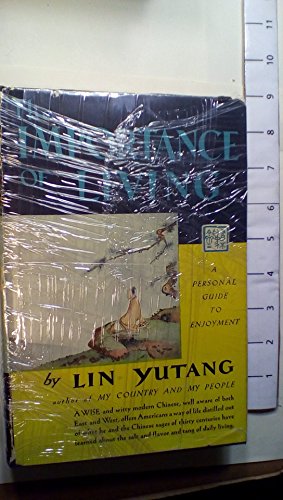 The
IMPORTANCE
OF LIVING
A
PERSONAL
GUIDE
TO
ENJOYMENT
by LIN YUTANG
author of MY COUNTRY AND MY PEOPLE
A WISE and witty modern Chinese, well aware of both
East and West, offers Americans a way of life distilled out
of what he and the Chinese sages of thirty centuries have
learned about the salt and flavor and tang of daily living.
11
10
9
8
7
6
5
4
3
2
1